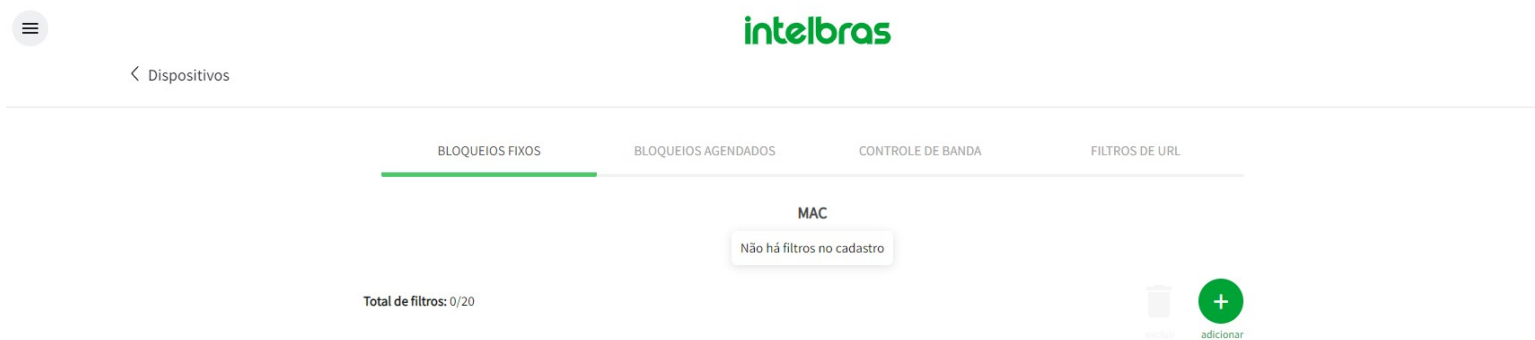 intelbras
Dispositivos
BLOQUEIOS FIXOS BLOQUEIOS AGENDADOS CONTROLE DE BANDA FILTROS DE URL
MAC
Não há filtros no cadastro
Total de filtros: 0/20
excluir adicionar